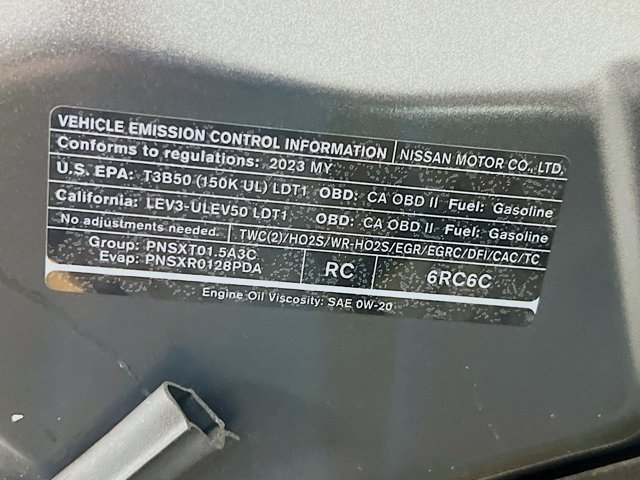 VEHICLE EMISSION CONTROL INFORMATION NISSAN MOTOR CO., LTD.
Conforms to regulations: 2023 MY
U.S. EPA: T3B50 (150K UL) LDT1 OBD: CA OBD II Fuel: Gasoline
California: LEV3-ULEV50 LDT1 OBD: CA OBD II Fuel: Gasoline
No adjustments needed. TWC(2)/HO2S/WR-HO2S/EGR/EGRC/DFI/CAC/TC
Group: PNSXT01.5A3C
Evap: PNSXR0128PDA
RC
6RC6C
Engine Oil Viscosity: SAE 0W-20